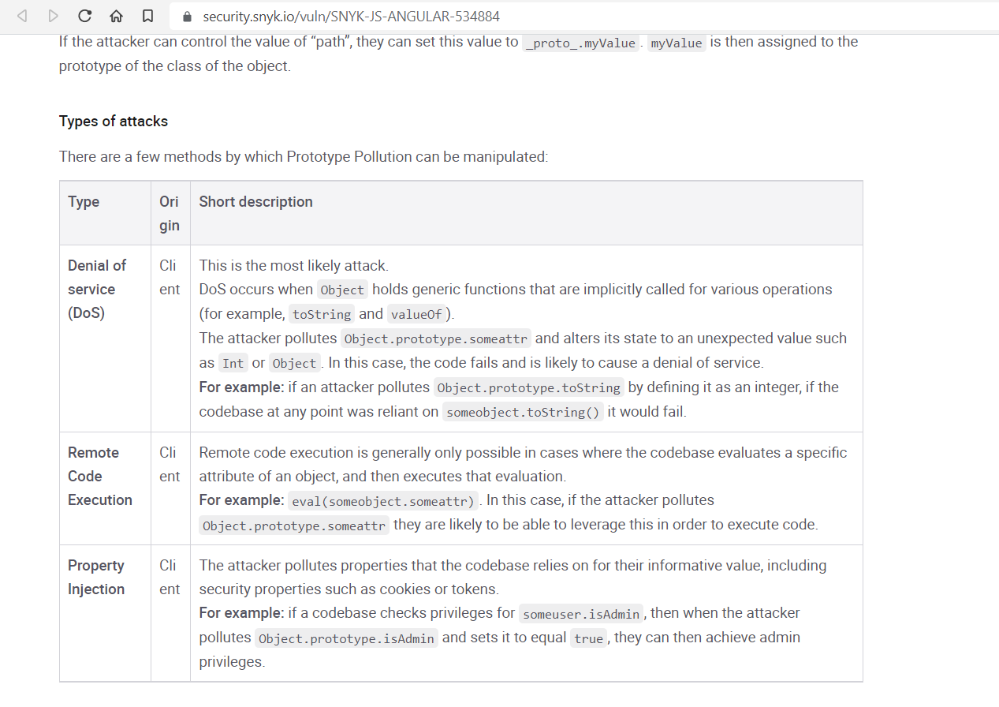 security.snyk.io/vuln/SNYK-JS-ANGULAR-534884
If the attacker can control the value of “path”, they can set this value to _proto_.myValue. myValue is then assigned to the
prototype of the class of the object.
Types of attacks
There are a few methods by which Prototype Pollution can be manipulated:
Type
Ori
gin
Short description
Denial of
service
(DoS)
Cli
ent
This is the most likely attack.
DoS occurs when Object holds generic functions that are implicitly called for various operations
(for example, toString and valueOf).
The attacker pollutes Object.prototype.someattr and alters its state to an unexpected value such
as Int or Object. In this case, the code fails and is likely to cause a denial of service.
For example: if an attacker pollutes Object.prototype.toString by defining it as an integer, if the
codebase at any point was reliant on someobject.toString() it would fail.
Remote
Code
Execution
Cli
ent
Remote code execution is generally only possible in cases where the codebase evaluates a specific
attribute of an object, and then executes that evaluation.
For example: eval(someobject.someattr). In this case, if the attacker pollutes
Object.prototype.someattr they are likely to be able to leverage this in order to execute code.
Property
Injection
Cli
ent
The attacker pollutes properties that the codebase relies on for their informative value, including
security properties such as cookies or tokens.
For example: if a codebase checks privileges for someuser.isAdmin, then when the attacker
pollutes Object.prototype.isAdmin and sets it to equal true, they can then achieve admin
privileges.